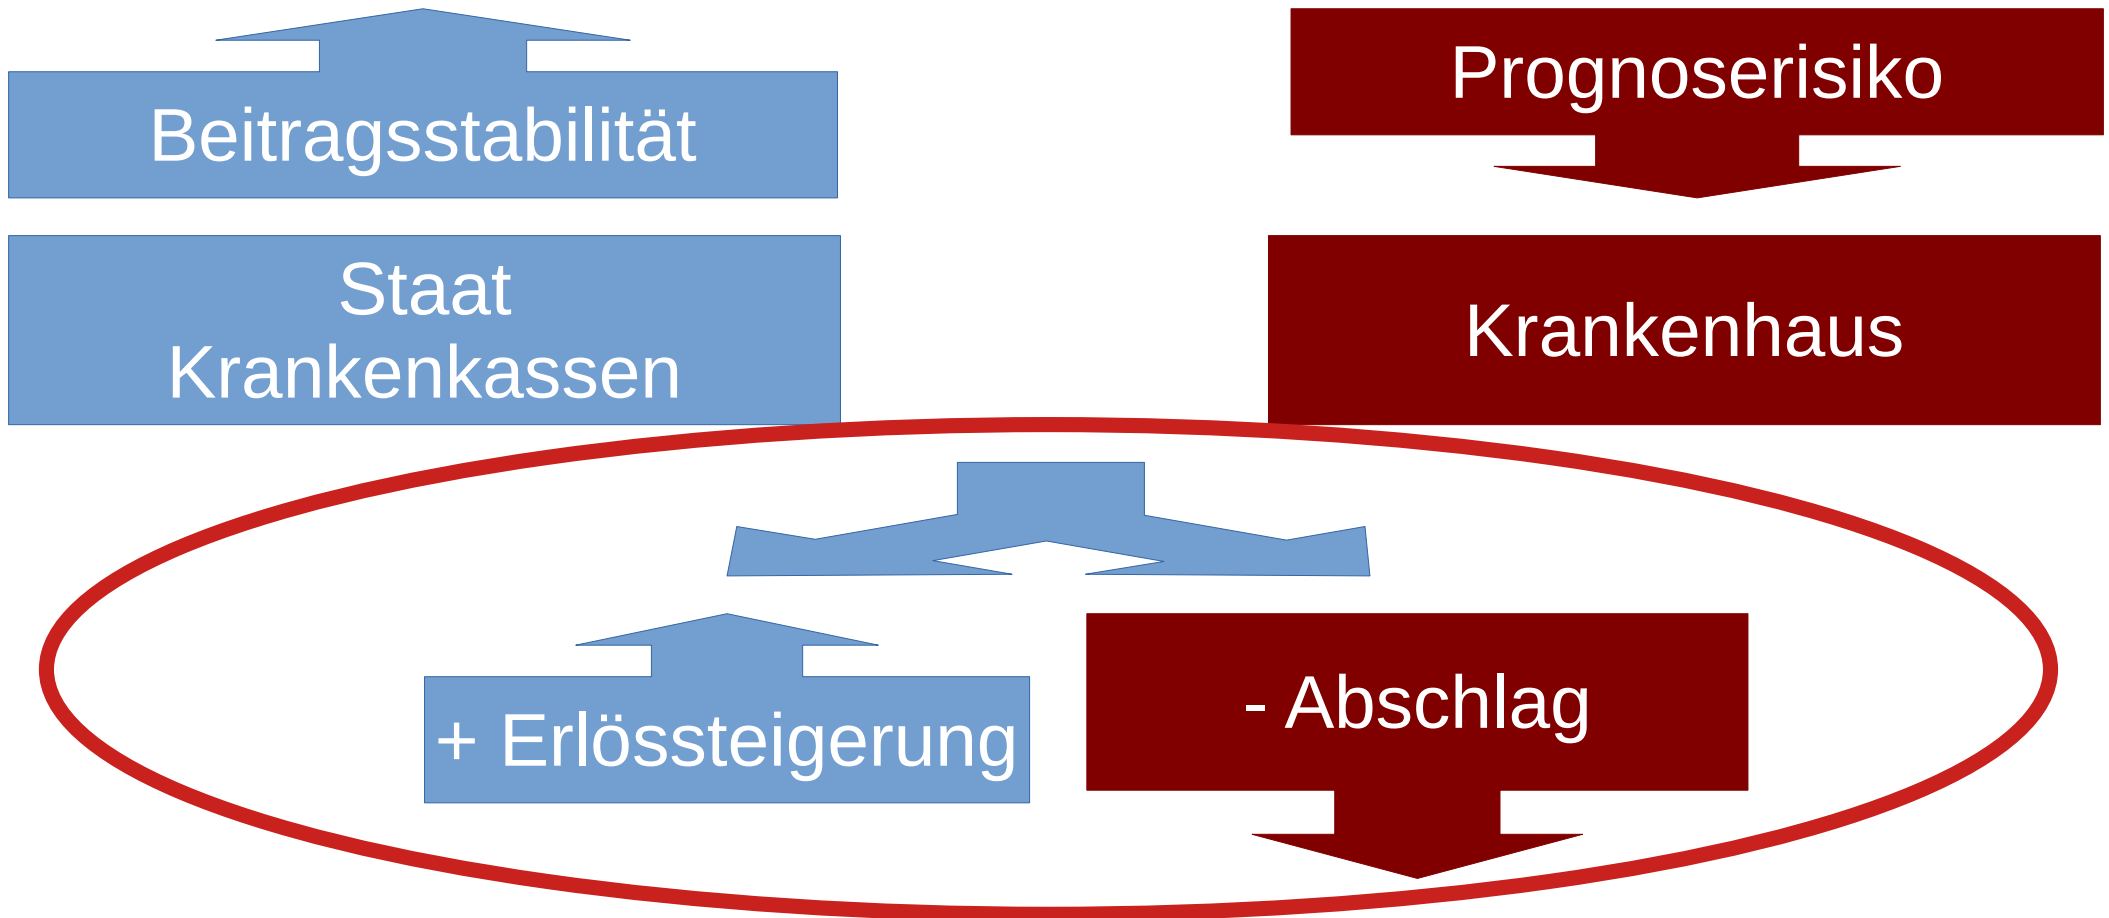 Beitragsstabilität
Prognoserisiko
Staat
Krankenkassen
Krankenhaus
+ Erlössteigerung
- Abschlag